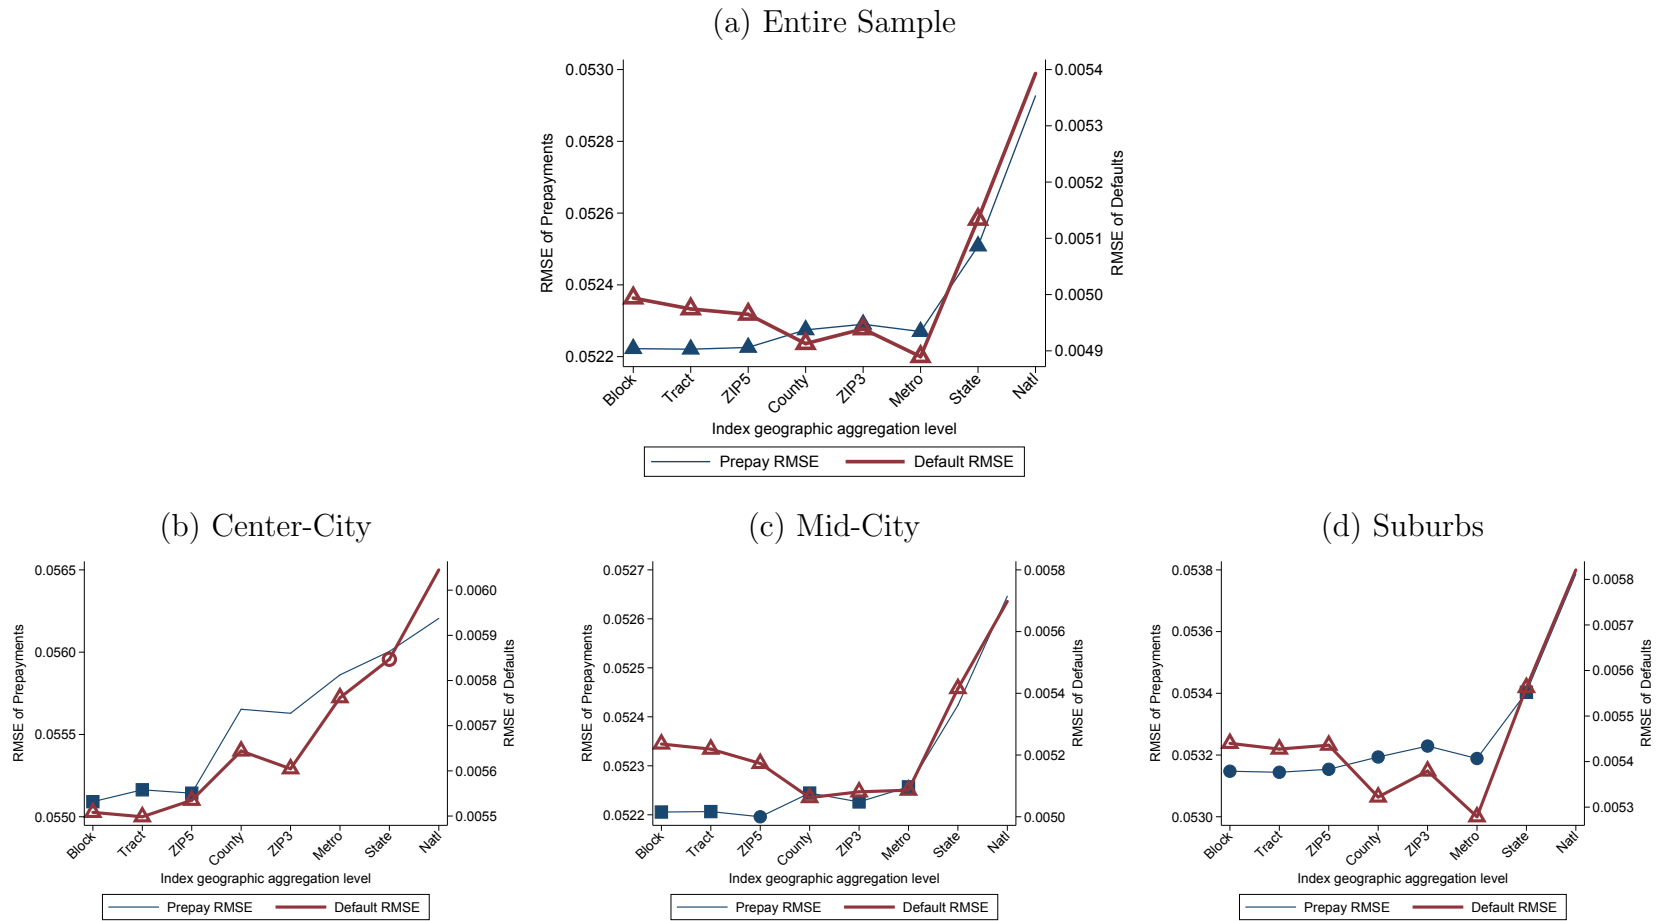 (a) Entire Sample
0.0530
0.0528
0.0526
0.0524
0.0522
RMSE of Prepayments
0.0054
0.0053
0.0052
0.0051
0.0050
0.0049
RMSE of Defaults
Block
Tract
ZIP5
County
ZIP3
Metro
State
Natl
Index geographic aggregation level
Prepay RMSE
Default RMSE
(b) Center-City
0.0565
0.0560
0.0555
0.0550
RMSE of Prepayments
0.0060
0.0059
0.0058
0.0057
0.0056
0.0055
RMSE of Defaults
Block
Tract
ZIP5
County
ZIP3
Metro
State
Natl
Index geographic aggregation level
Prepay RMSE
Default RMSE
(c) Mid-City
0.0527
0.0526
0.0525
0.0524
0.0523
0.0522
RMSE of Prepayments
0.0058
0.0056
0.0054
0.0052
0.0050
RMSE of Defaults
Block
Tract
ZIP5
County
ZIP3
Metro
State
Natl
Index geographic aggregation level
Prepay RMSE
Default RMSE
(d) Suburbs
0.0538
0.0536
0.0534
0.0532
0.0530
RMSE of Prepayments
0.0058
0.0057
0.0056
0.0055
0.0054
0.0053
RMSE of Defaults
Block
Tract
ZIP5
County
ZIP3
Metro
State
Natl
Index geographic aggregation level
Prepay RMSE
Default RMSE